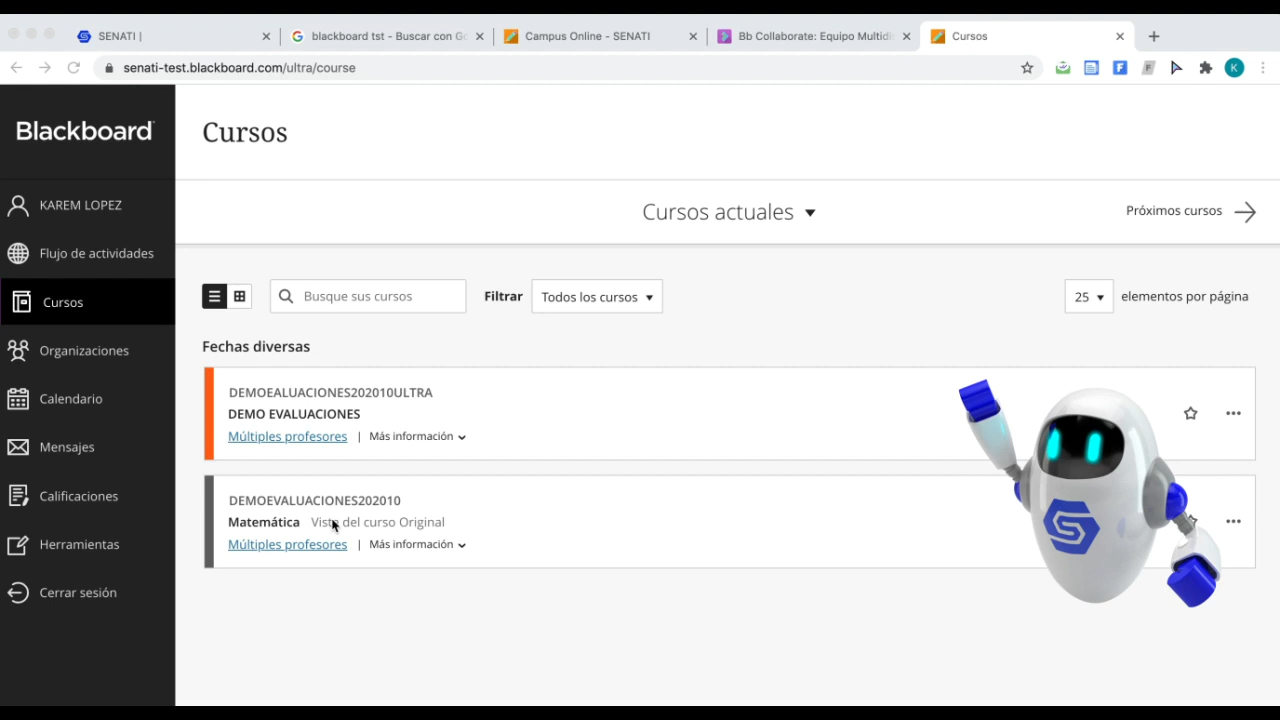 SENATI |
blackboard tst - Buscar con Go
Campus Online - SENATI
Bb Collaborate: Equipo Multidis
Cursos
senati-test.blackboard.com/ultra/course
K
Blackboard
KAREM LOPEZ
Flujo de actividades
Cursos
Organizaciones
Calendario
Mensajes
Calificaciones
Herramientas
Cerrar sesión
Cursos
Cursos actuales
Próximos cursos
Busque sus cursos
Filtrar
Todos los cursos
25
elementos por página
Fechas diversas
DEMOEALUACIONES202010ULTRA
DEMO EVALUACIONES
Múltiples profesores | Más información
DEMOEVALUACIONES202010
Matemática Vista del curso Original
Múltiples profesores | Más información